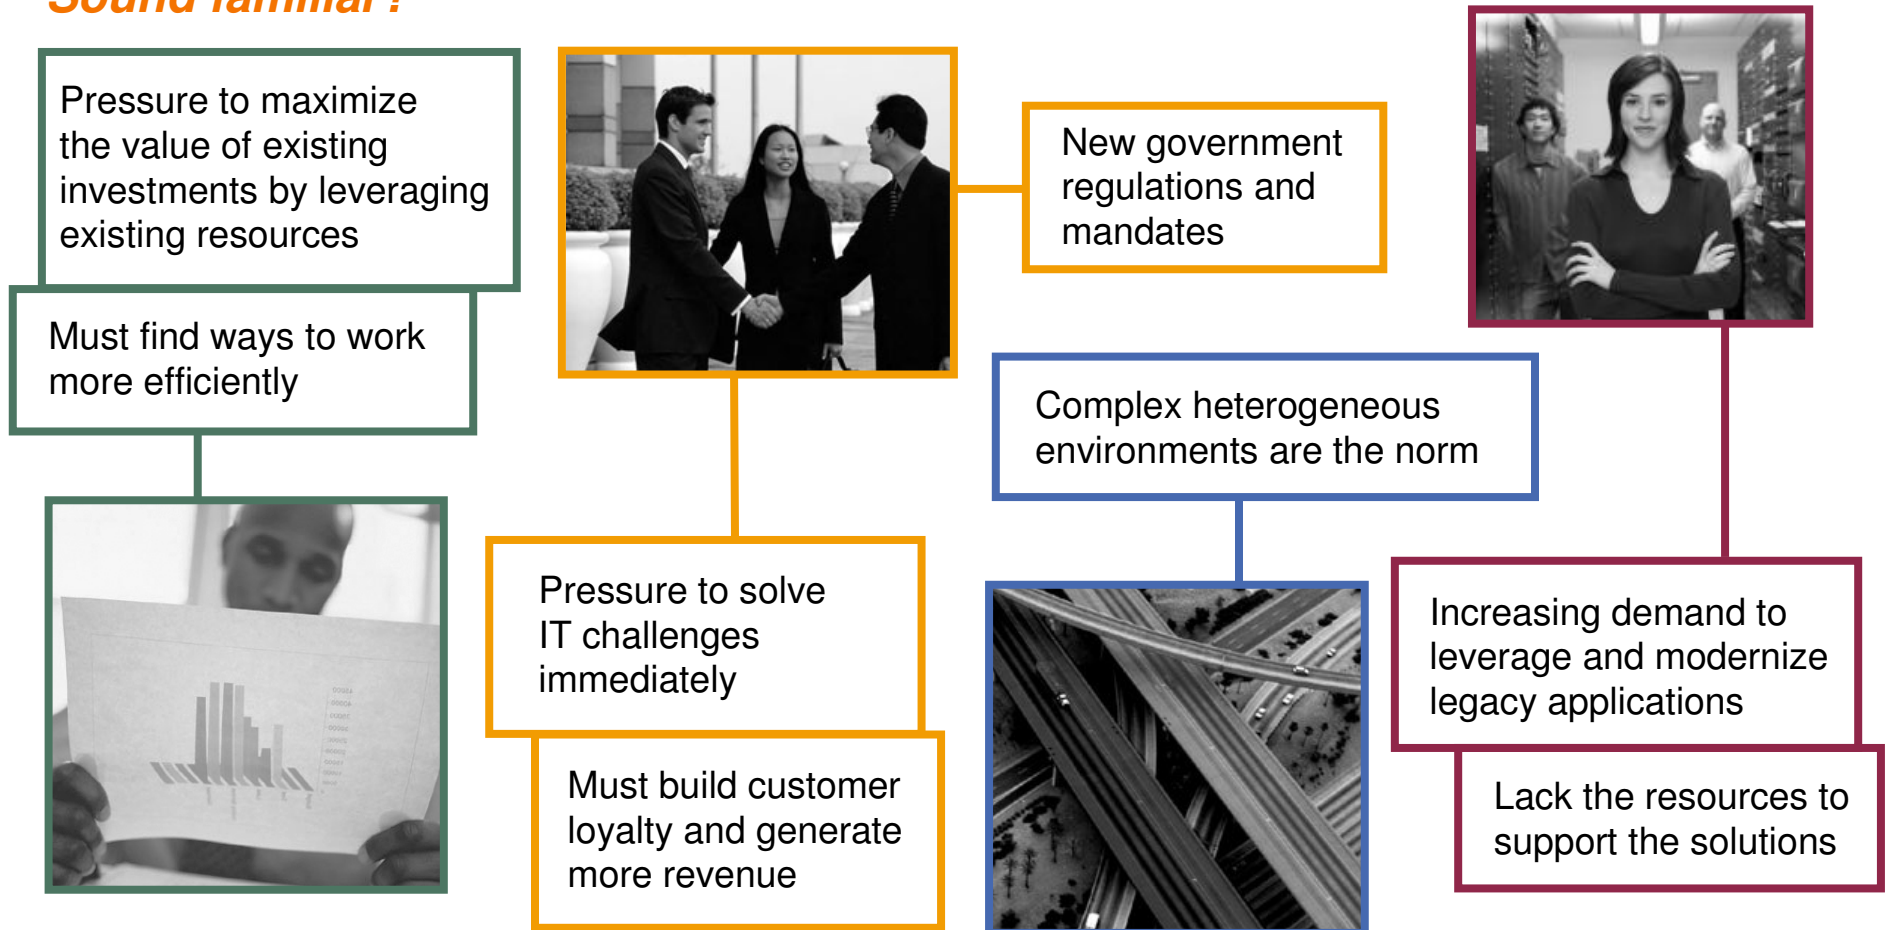 Sound familiar?
Pressure to maximize
the value of existing
investments by leveraging
existing resources
Must find ways to work
more efficiently
New government
regulations and
mandates
Complex heterogeneous
environments are the norm
Pressure to solve
IT challenges
immediately
Must build customer
loyalty and generate
more revenue
Increasing demand to
leverage and modernize
legacy applications
Lack the resources to
support the solutions